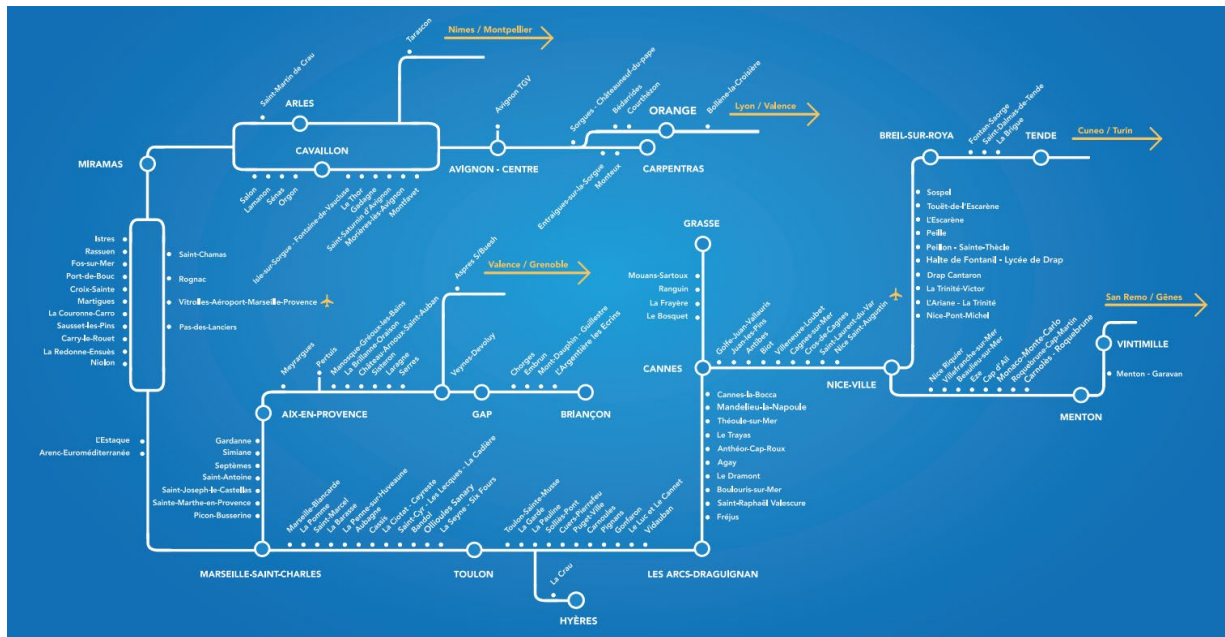 Nimes / Montpellier
Tarascon
Saint-Martin de Crau
ARLES
CAVAILLON
MIRAMAS
Salon
Lamanon
Sénas
Orgon
Isle-sur-Sorgue - Fontaine-de-Vaucluse
Le Thor
Gadagne
Saint-Saturnin d'Avignon
Morières-lès-Avignon
Montfavet
Avignon TGV
AVIGNON - CENTRE
Sorgues - Châteauneuf-du-pape
Bédarides
Courthézon
ORANGE
Bollène-la-Croisière
Lyon / Valence
Entraigues-sur-la-Sorgue
Monteux
CARPENTRAS
BREIL-SUR-ROYA
Fontan-Saorge
Saint-Dalmas-de-Tende
La Brigue
TENDE
Cuneo / Turin
Istres
Rassuen
Fos-sur-Mer
Port-de-Bouc
Croix-Sainte
Martigues
La Couronne-Carro
Sausset-les-Pins
Carry-le-Rouet
La Redonne-Ensuès
Niolon
Saint-Chamas
Rognac
Vitrolles-Aéroport-Marseille-Provence
Pas-des-Lanciers
L'Estaque
Arenc-Euroméditerranée
Valence / Grenoble
Aspres S/Buesh
Meyrargues
Pertuis
Manosque-Gréoux-les-Bains
La Brillanne-Oraison
Château-Arnoux-Saint-Auban
Sisteron
Laragne
Serres
Veynes-Devoluy
AIX-EN-PROVENCE
GAP
Chorges
Embrun
Mont-Dauphin - Guillestre
L'Argentière les Ecrins
BRIANÇON
Gardanne
Simiane
Septèmes
Saint-Antoine
Saint-Joseph-le-Castellas
Sainte-Marthe-en-Provence
Picon-Busserine
MARSEILLE-SAINT-CHARLES
Marseille-Blancarde
La Pomme
Saint-Marcel
La Barasse
La Penne-sur-Huveaune
Aubagne
Cassis
La Ciotat - Ceyreste
Saint-Cyr - Les Lecques - La Cadière
Bandol
Ollioules-Sanary
La Seyne - Six Fours
TOULON
Toulon-Sainte-Musse
La Garde
La Pauline
Solliès-Pont
Cuers-Pierrefeu
Puget-Ville
Carnoules
Pignans
Gonfaron
Le Luc et Le Cannet
Vidauban
La Crau
HYÈRES
LES ARCS-DRAGUIGNAN
GRASSE
Mouans-Sartoux
Ranguin
La Frayère
Le Bosquet
CANNES
Cannes-la-Bocca
Mandelieu-la-Napoule
Théoule-sur-Mer
Le Trayas
Anthéor-Cap-Roux
Agay
Le Dramont
Boulouris-sur-Mer
Saint-Raphaël Valescure
Fréjus
Golfe-Juan-Vallauris
Juan-les-Pins
Antibes
Biot
Villeneuve-Loubet
Cagnes-sur-Mer
Cros-de-Cagnes
Saint-Laurent-du-Var
Nice Saint-Augustin
NICE-VILLE
Sospel
Touët-de-l'Escarène
L'Escarène
Peille
Peillon - Sainte-Thècle
Halte de Fontanil - Lycée de Drap
Drap Cantaron
La Trinité-Victor
L'Ariane - La Trinité
Nice-Pont-Michel
Nice Riquier
Villefranche-sur-Mer
Beaulieu-sur-Mer
Eze
Cap d'Ail
Monaco-Monte-Carlo
Roquebrune-Cap-Martin
Carnolès - Roquebrune
MENTON
San Remo / Gênes
VINTIMILLE
Menton - Garavan